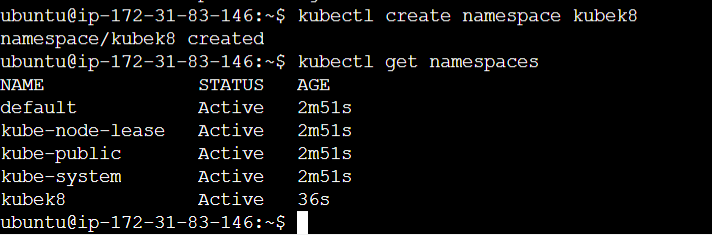 ubuntu@ip-172-31-83-146:~$ kubectl create namespace kubek8
namespace/kubek8 created
ubuntu@ip-172-31-83-146:~$ kubectl get namespaces
NAME STATUS AGE
default Active 2m51s
kube-node-lease Active 2m51s
kube-public Active 2m51s
kube-system Active 2m51s
kubek8 Active 36s
ubuntu@ip-172-31-83-146:~$